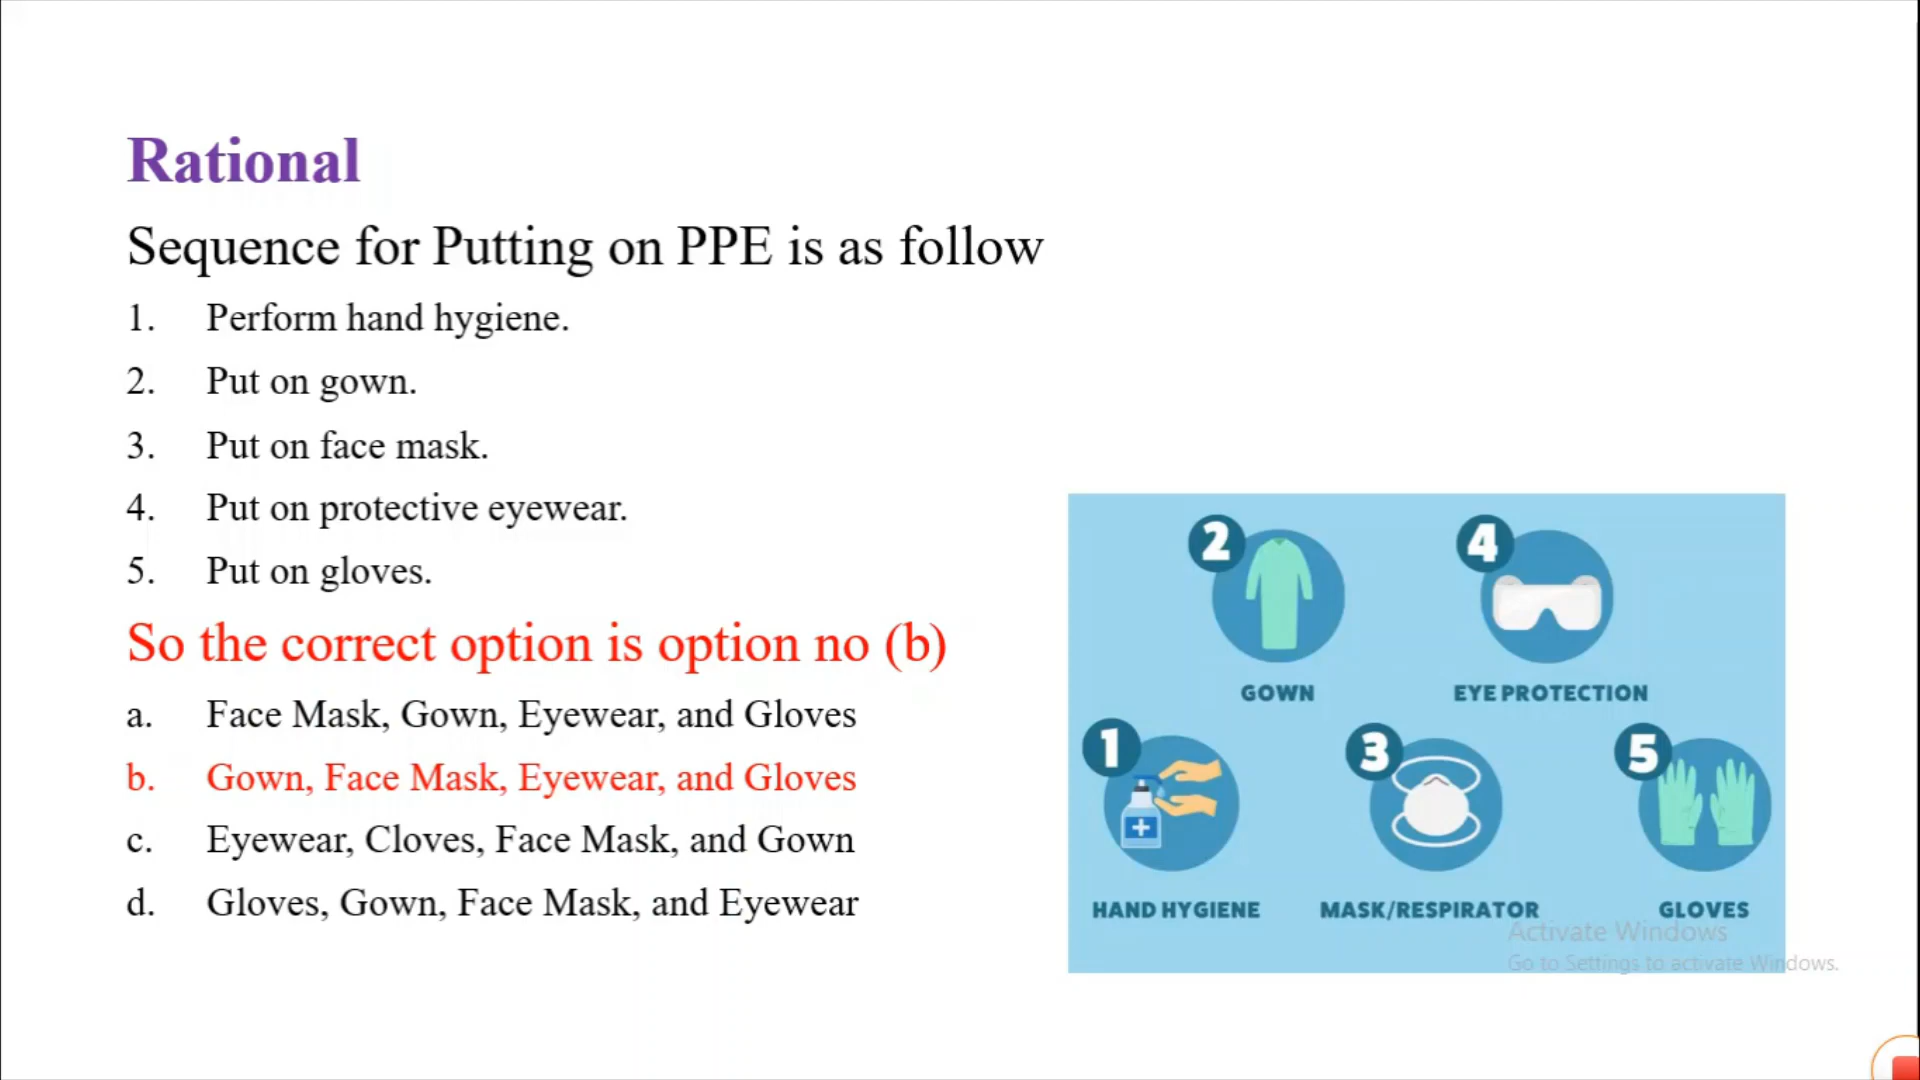 Rational
Sequence for Putting on PPE is as follow
1. Perform hand hygiene.
2. Put on gown.
3. Put on face mask.
4. Put on protective eyewear.
5. Put on gloves.
So the correct option is option no (b)
a. Face Mask, Gown, Eyewear, and Gloves
b. Gown, Face Mask, Eyewear, and Gloves
c. Eyewear, Cloves, Face Mask, and Gown
d. Gloves, Gown, Face Mask, and Eyewear
2
4
GOWN
EYE PROTECTION
1
3
5
HAND HYGIENE
MASK/RESPIRATOR
GLOVES
Activate Windows
Go to Settings to activate Windows.